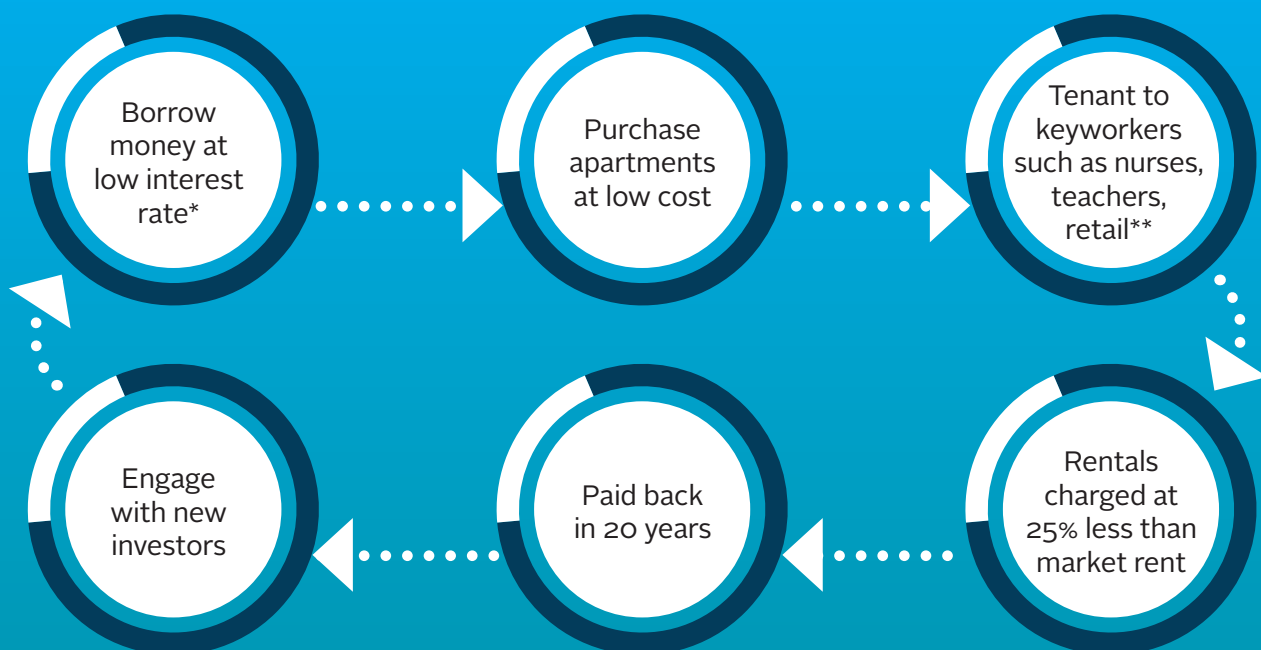 Borrow
money at
low interest
rate*
Purchase
apartments
at low cost
Tenant to
keyworkers
such as nurses,
teachers,
retail**
Rentals
charged at
25% less than
market rent
Paid back
in 20 years
Engage
with new
investors